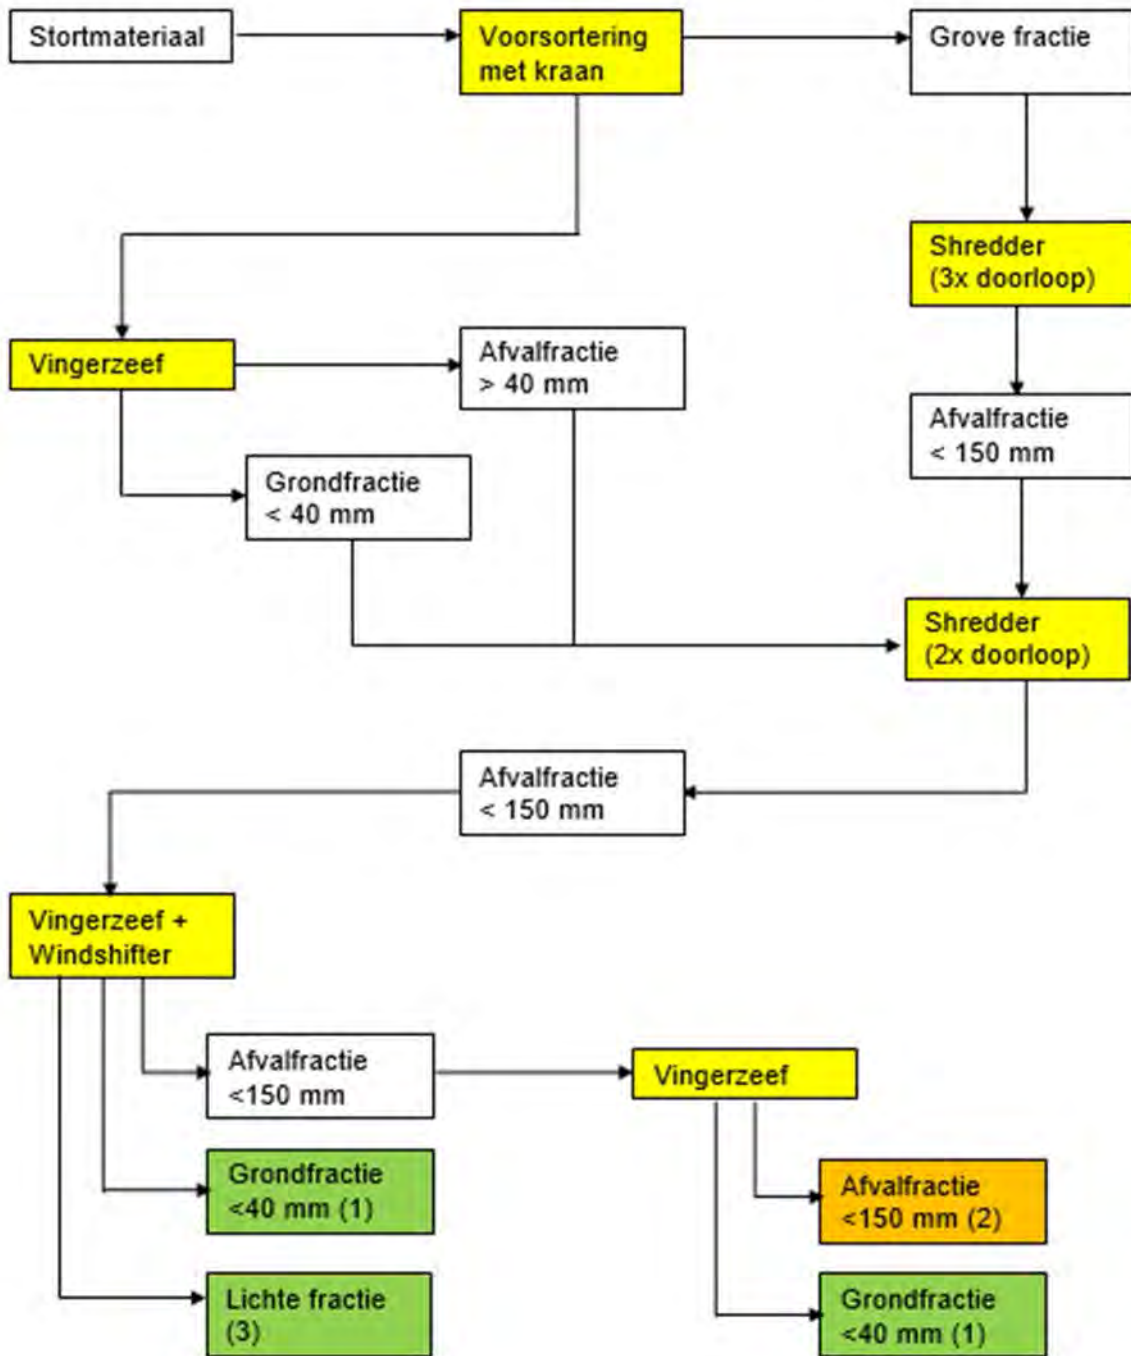 Stortmateriaal
Voorsortering
met kraan
Grove fractie
Shredder
(3x doorloop)
Vingerzeef
Afvalfractie
> 40 mm
Afvalfractie
< 150 mm
Grondfractie
< 40 mm
Shredder
(2x doorloop)
Afvalfractie
< 150 mm
Vingerzeef +
Windshifter
Afvalfractie
<150 mm
Vingerzeef
Grondfractie
<40 mm (1)
Afvalfractie
<150 mm (2)
Lichte fractie
(3)
Grondfractie
<40 mm (1)